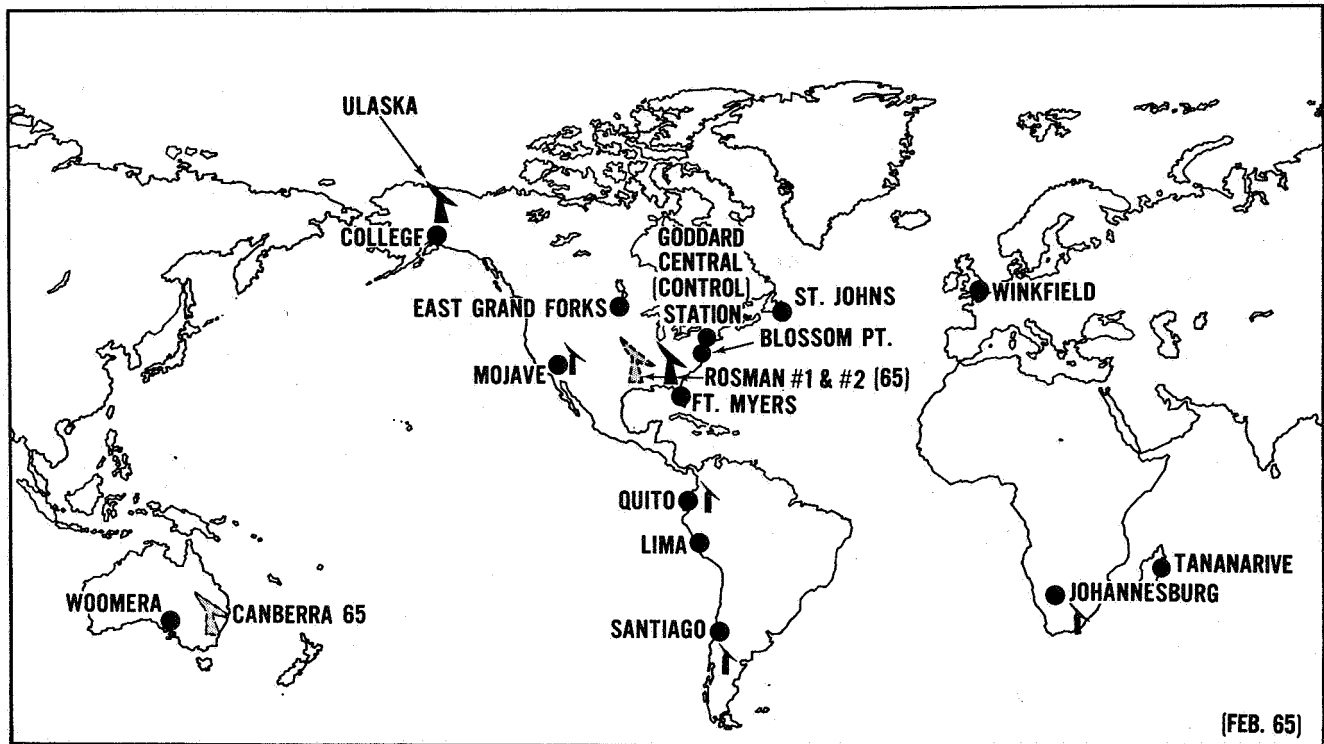 ULASKA
COLLEGE
GODDARD
CENTRAL
(CONTROL)
STATION
EAST GRAND FORKS
ST. JOHNS
WINKFIELD
BLOSSOM PT.
MOJAVE
ROSMAN #1 & #2 (65)
FT. MYERS
QUITO
LIMA
TANANARIVE
JOHANNESBURG
WOOMERA
CANBERRA 65
SANTIAGO
(FEB. 65)